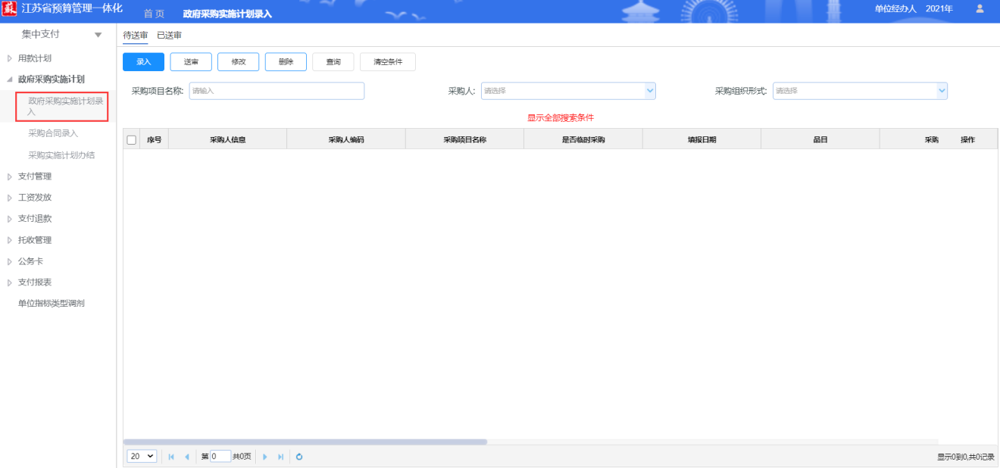 蘇 江苏省预算管理一体化 首页 政府采购实施计划录入 单位经办人 2021年
集中支付
用款计划
政府采购实施计划
政府采购实施计划录
入
采购合同录入
采购实施计划办结
支付管理
工资发放
支付退款
托收管理
公务卡
支付报表
单位指标类型调剂
待送审 已送审
录入 送审 修改 删除 查询 清空条件
采购项目名称: 请输入 采购人: 请选择 采购组织形式: 请选择
显示全部搜索条件
序号 采购人信息 采购人编码 采购项目名称 是否临时采购 填报日期 品目 采购 操作
20 第 0 共0页 显示0到0,共0记录